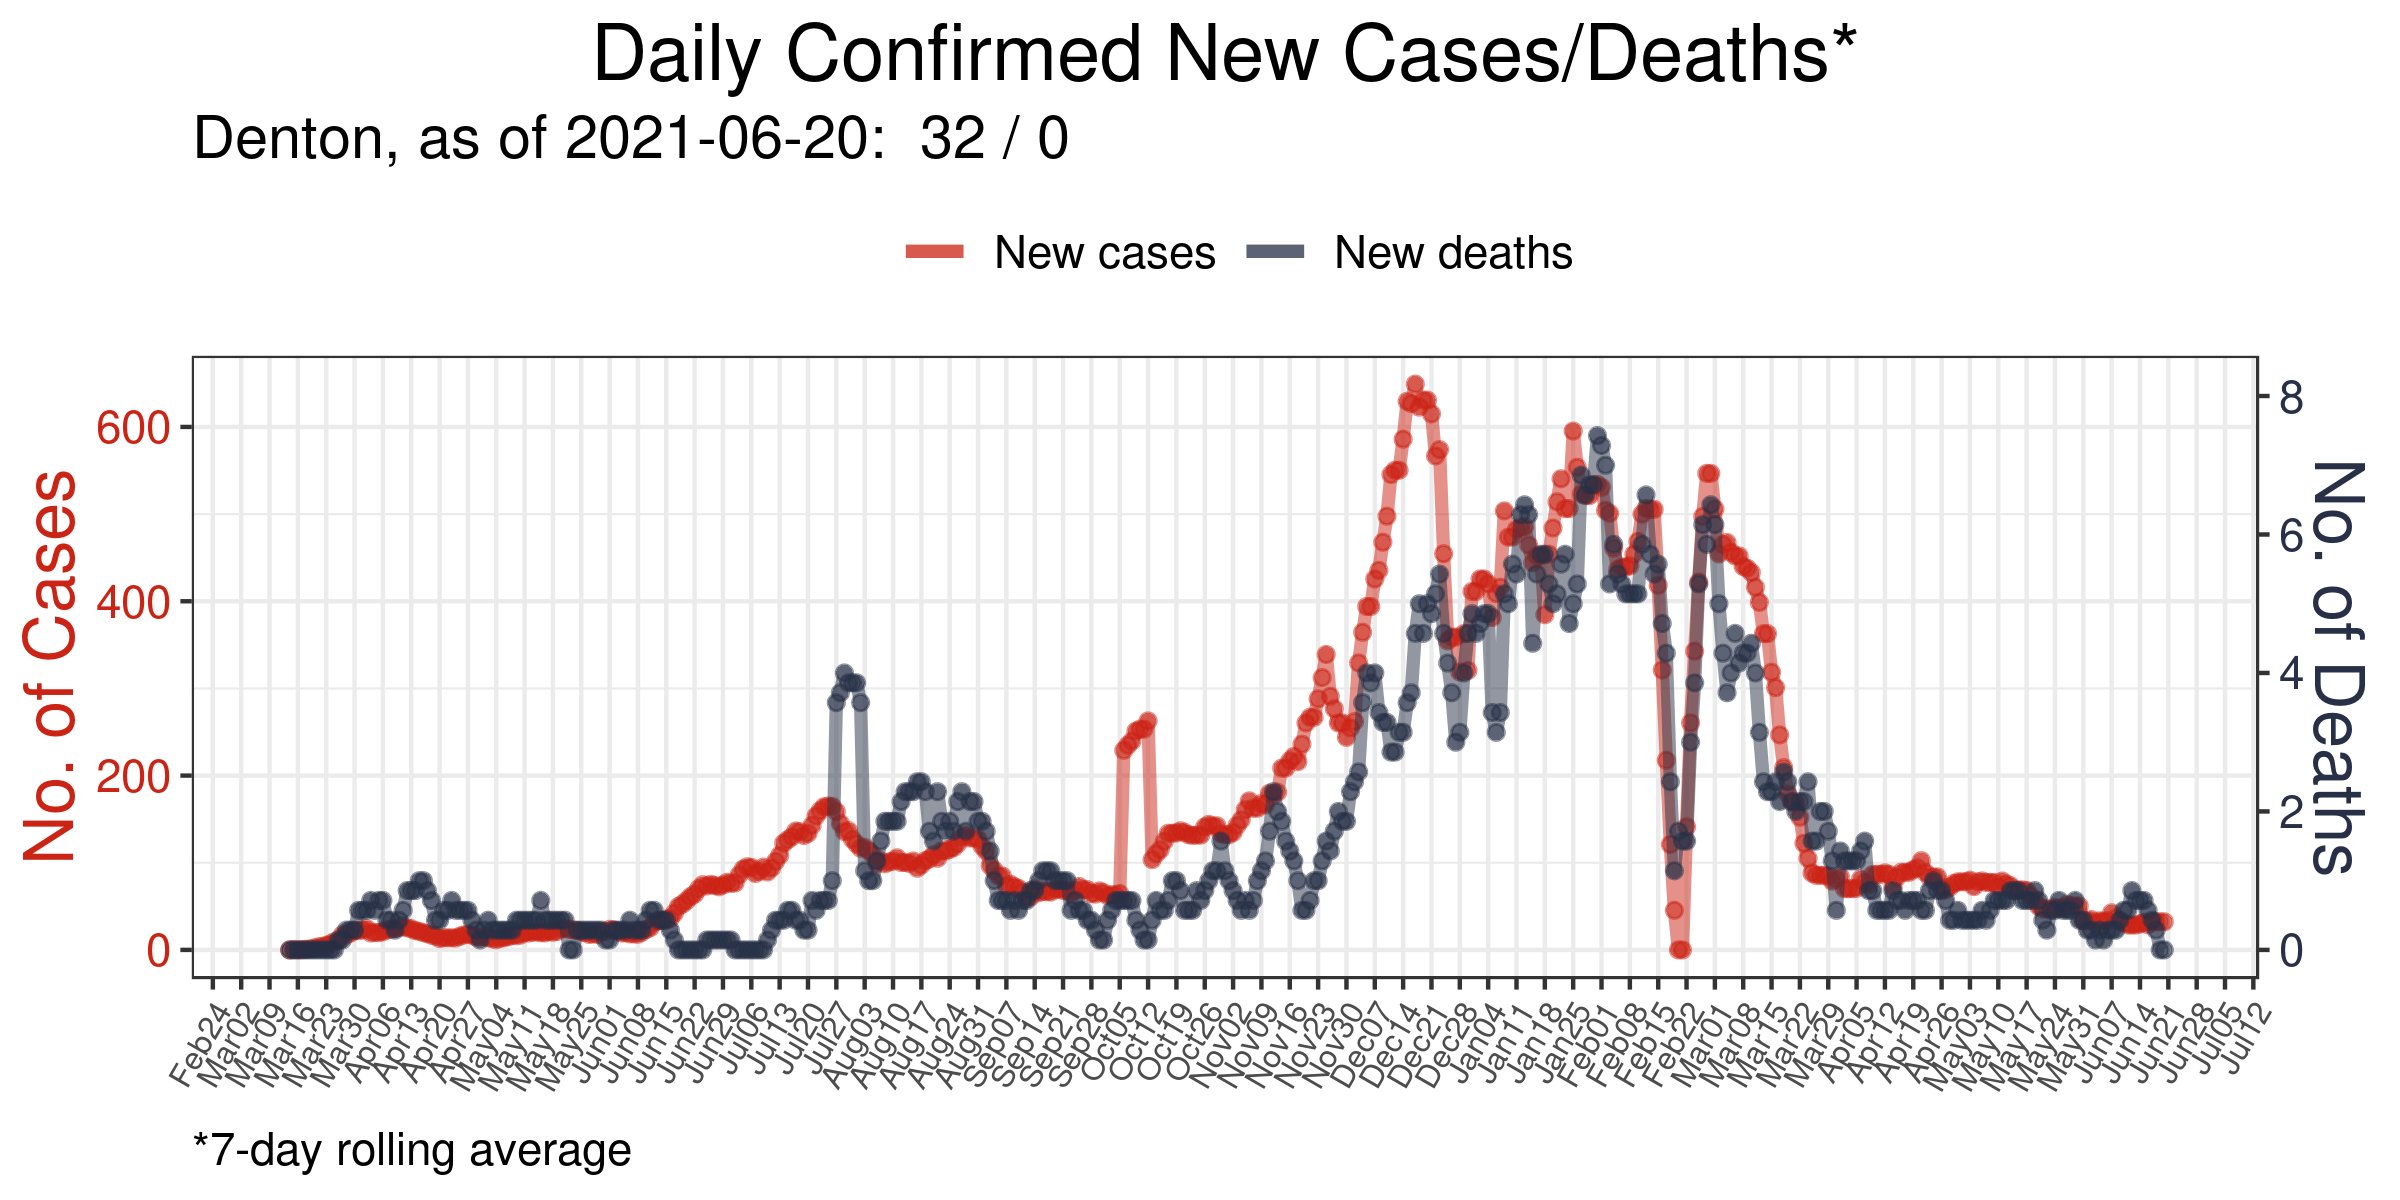 Daily Confirmed New Cases/Deaths*
Denton, as of 2021-06-20:  32 / 0
New cases
New deaths
No. of Cases
600
400
200
0
8
6
4
2
0
No. of Deaths
Feb24
Mar02
Mar09
Mar16
Mar23
Mar30
Apr06
Apr13
Apr20
Apr27
May04
May11
May18
May25
Jun01
Jun08
Jun15
Jun22
Jun29
Jul06
Jul13
Jul20
Jul27
Aug03
Aug10
Aug17
Aug24
Aug31
Sep07
Sep14
Sep21
Sep28
Oct05
Oct12
Oct19
Oct26
Nov02
Nov09
Nov16
Nov23
Nov30
Dec07
Dec14
Dec21
Dec28
Jan04
Jan11
Jan18
Jan25
Feb01
Feb08
Feb15
Feb22
Mar01
Mar08
Mar15
Mar22
Mar29
Apr05
Apr12
Apr19
Apr26
May03
May10
May17
May24
May31
Jun07
Jun14
Jun21
Jun28
Jul05
Jul12
*7-day rolling average